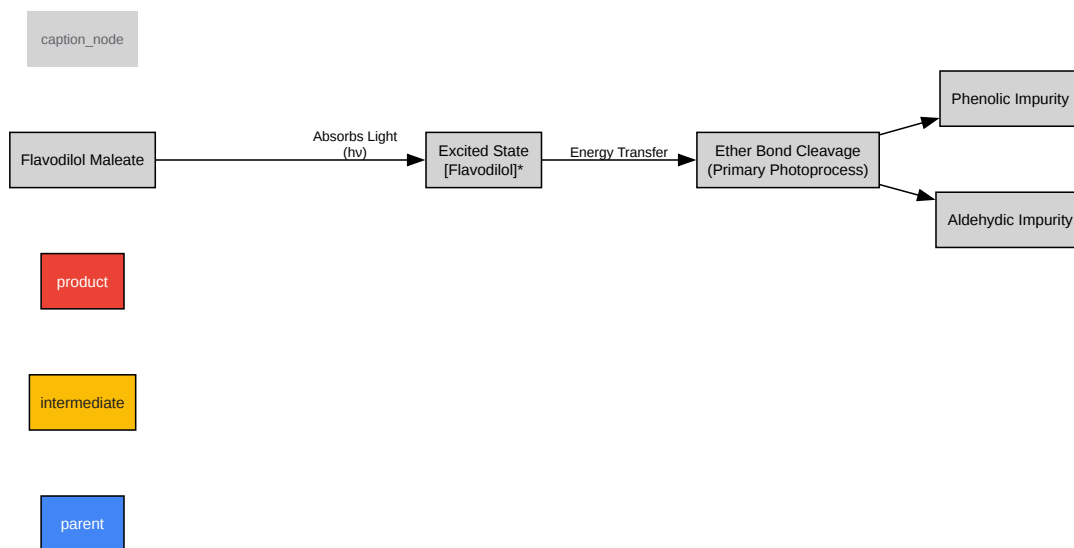 caption_node
Flavodilol Maleate
Absorbs Light
(hν)
Excited State
[Flavodilol]*
Energy Transfer
Ether Bond Cleavage
(Primary Photoprocess)
Phenolic Impurity
Aldehydic Impurity
product
intermediate
parent